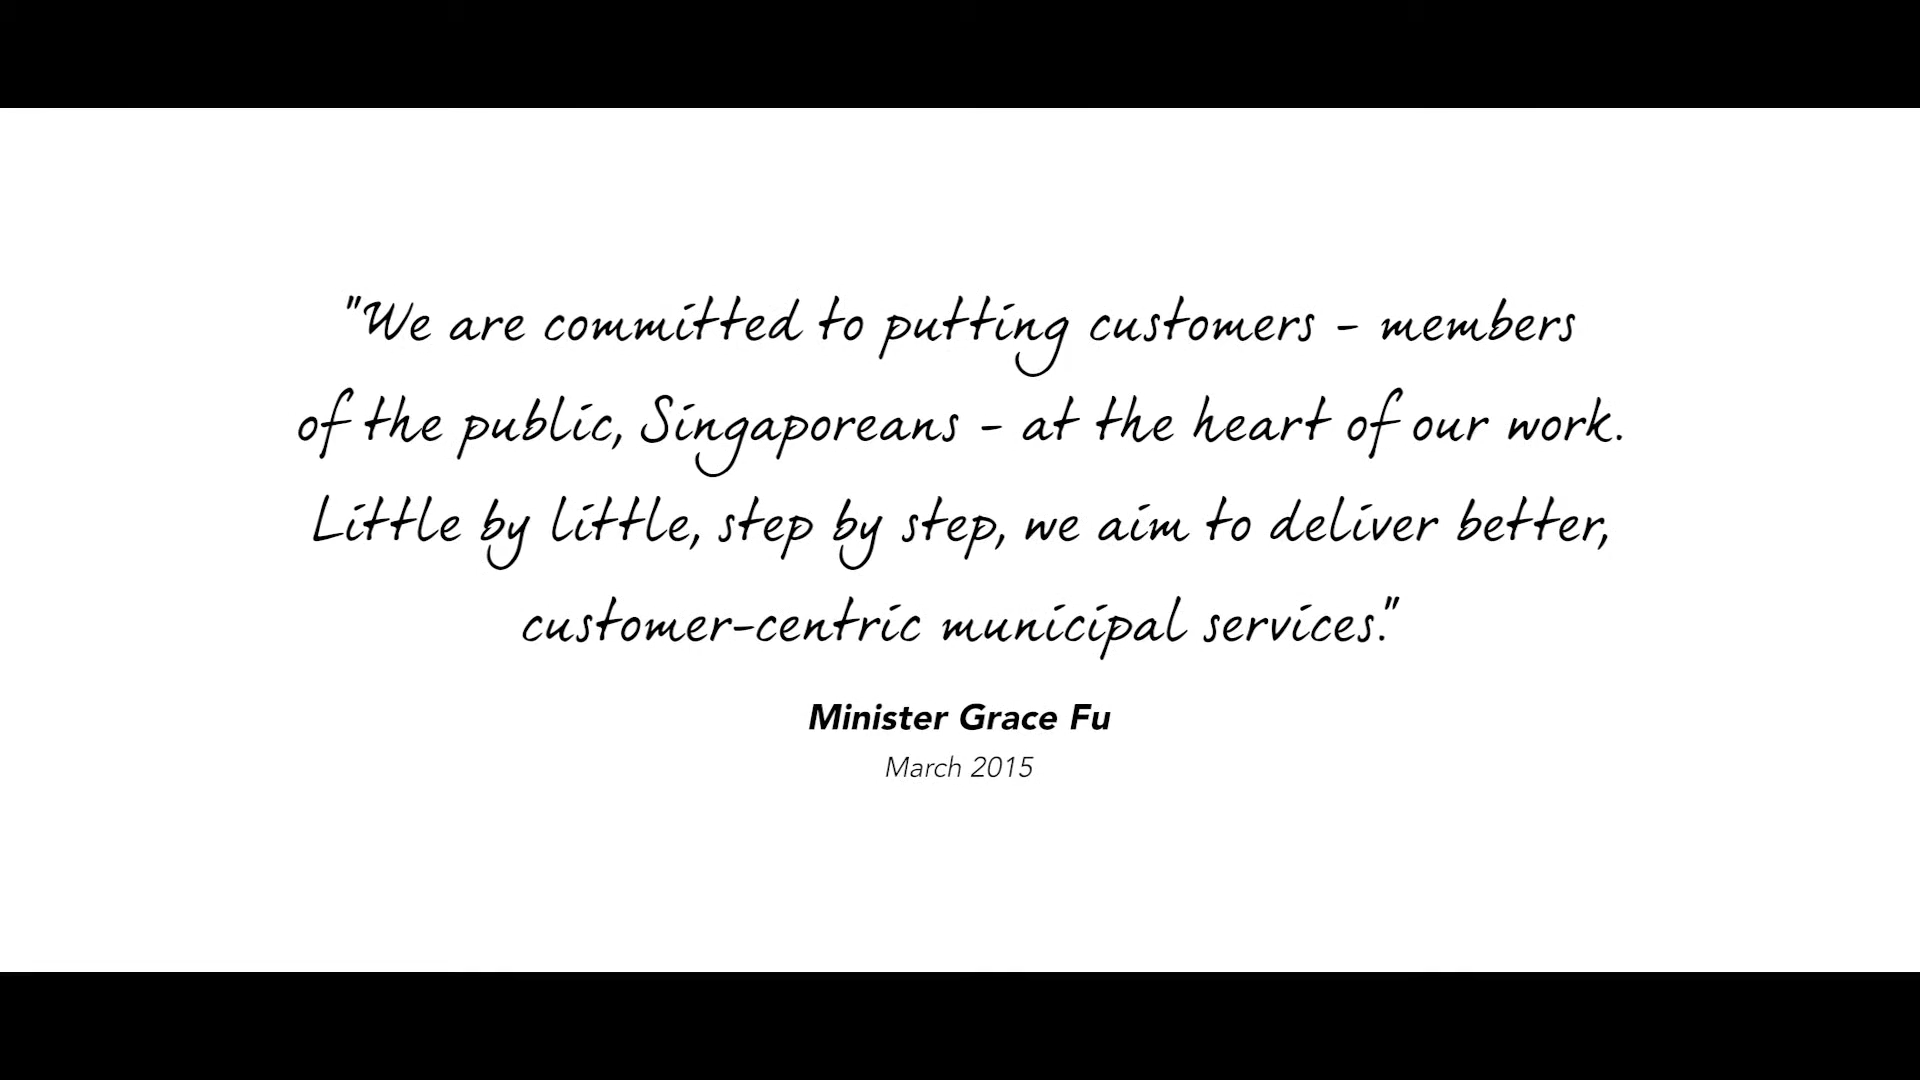 "We are committed to putting customers - members
of the public, Singaporeans - at the heart of our work.
Little by little, step by step, we aim to deliver better,
customer-centric municipal services."
Minister Grace Fu
March 2015